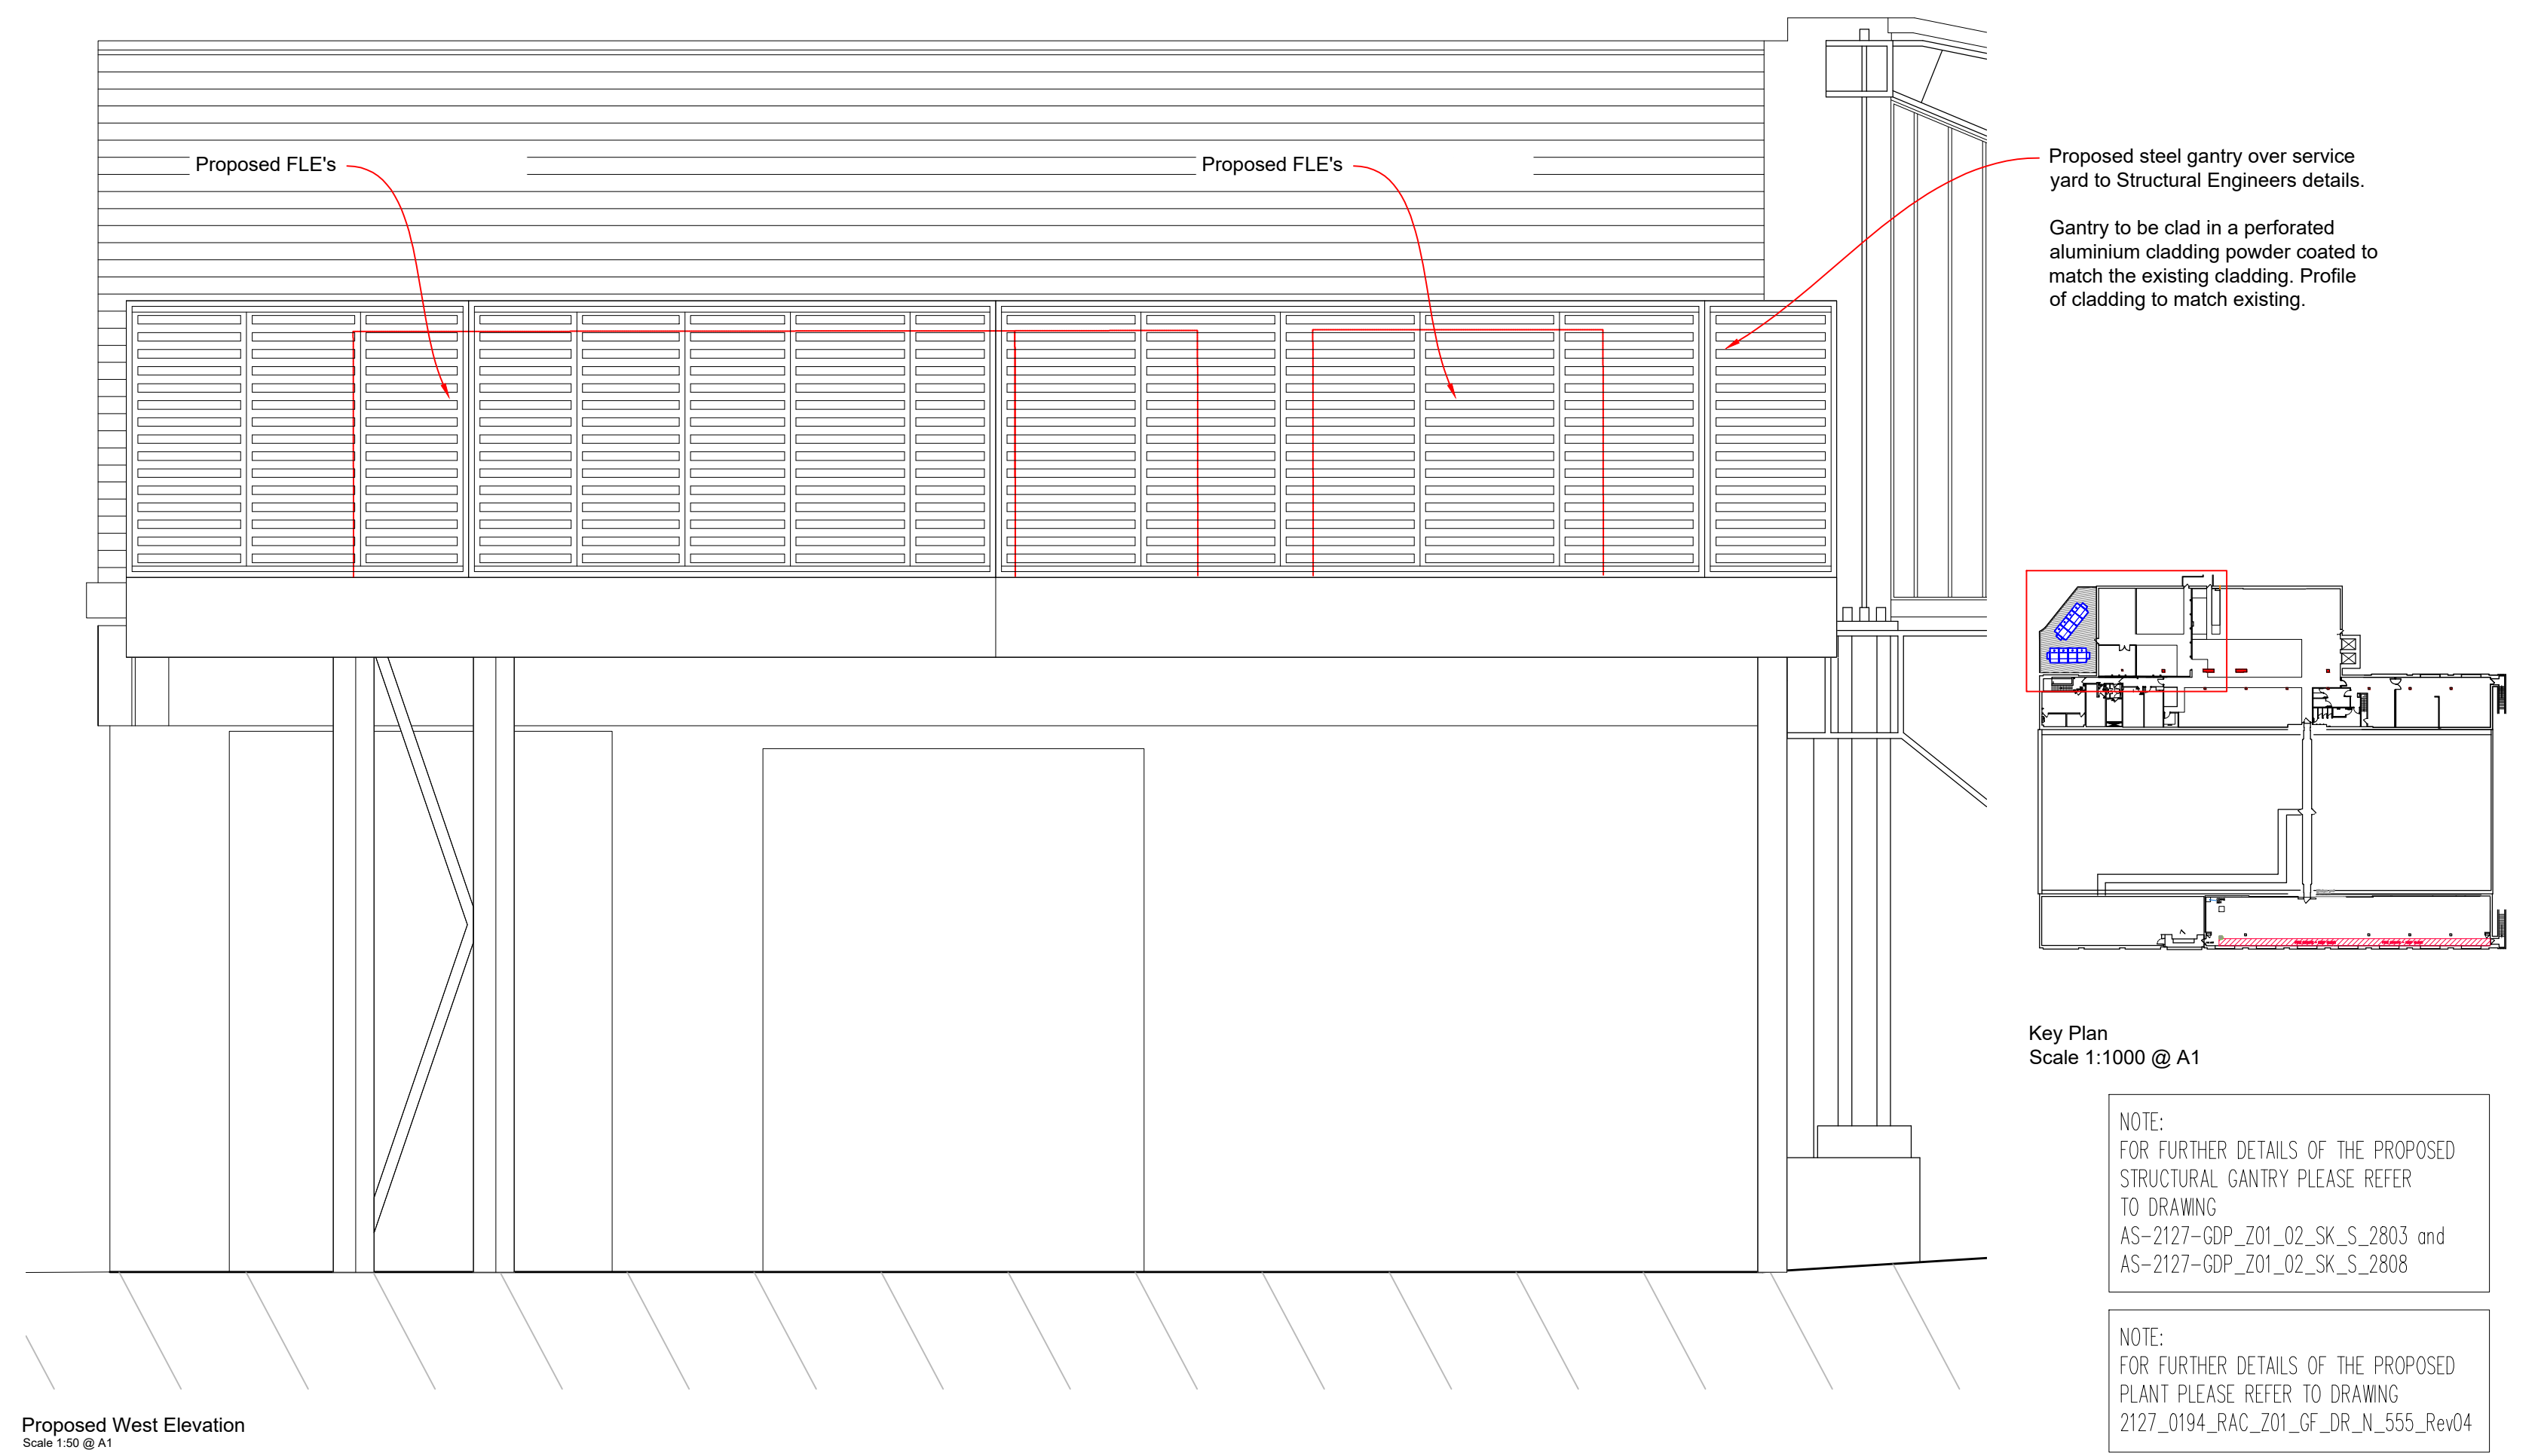 Proposed FLE's
Proposed FLE's
Proposed steel gantry over service
yard to Structural Engineers details.
Gantry to be clad in a perforated
aluminium cladding powder coated to
match the existing cladding. Profile
of cladding to match existing.
Key Plan
Scale 1:1000 @ A1
NOTE:
FOR FURTHER DETAILS OF THE PROPOSED
STRUCTURAL GANTRY PLEASE REFER
TO DRAWING
AS-2127-GDP_Z01_02_SK_S_2803 and
AS-2127-GDP_Z01_02_SK_S_2808
NOTE:
FOR FURTHER DETAILS OF THE PROPOSED
PLANT PLEASE REFER TO DRAWING
2127_0194_RAC_Z01_GF_DR_N_555_Rev04
Proposed West Elevation
Scale 1:50 @ A1